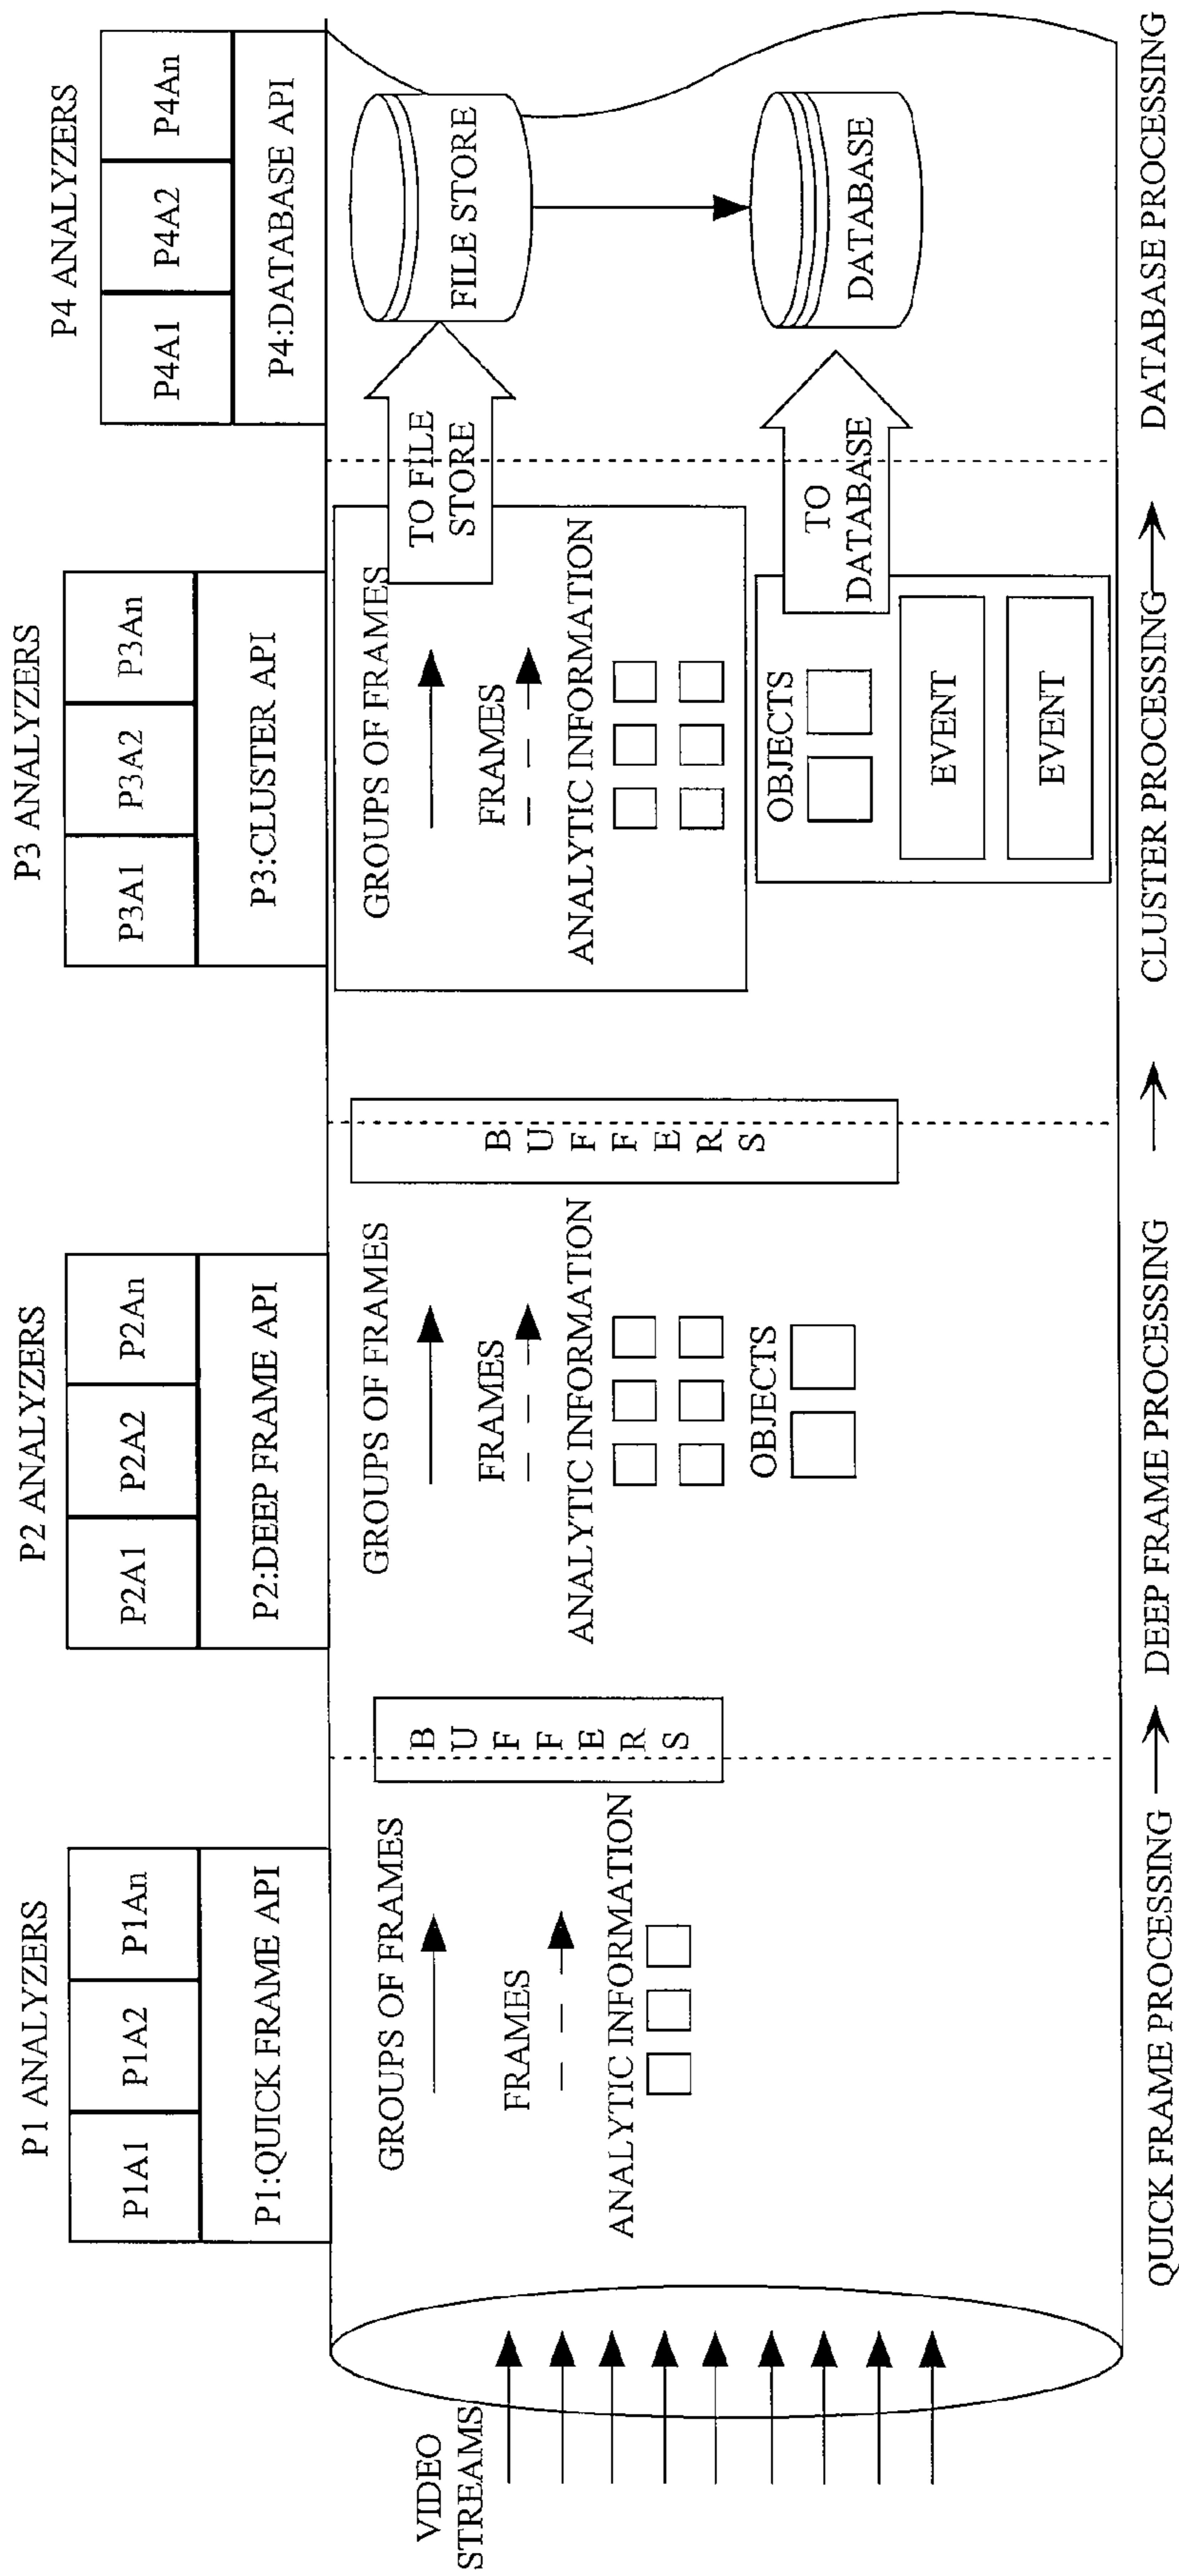 P1 ANALYZERS
P1A1
P1A2
P1An
P1:QUICK FRAME API
P2 ANALYZERS
P2A1
P2A2
P2An
P2:DEEP FRAME API
P3 ANALYZERS
P3A1
P3A2
P3An
P3:CLUSTER API
P4 ANALYZERS
P4A1
P4A2
P4An
P4:DATABASE API
VIDEO
STREAMS
GROUPS OF FRAMES
FRAMES
ANALYTIC INFORMATION
BUFFERS
GROUPS OF FRAMES
FRAMES
ANALYTIC INFORMATION
OBJECTS
BUFFERS
GROUPS OF FRAMES
FRAMES
ANALYTIC INFORMATION
OBJECTS
EVENT
EVENT
TO FILE
STORE
TO
DATABASE
FILE STORE
DATABASE
QUICK FRAME PROCESSING
DEEP FRAME PROCESSING
CLUSTER PROCESSING
DATABASE PROCESSING